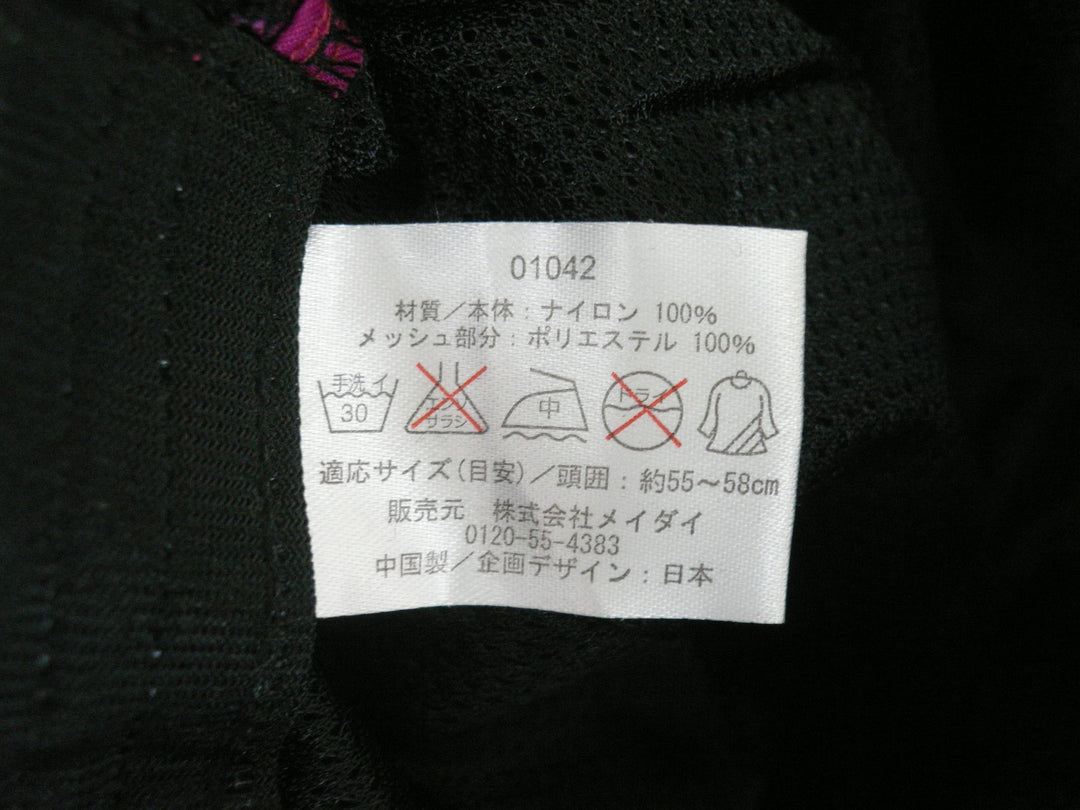 01042
材質／本体：ナイロン 100%
メッシュ部分：ポリエステル 100%
手洗イ 30
エンソサラシ
中
ドライ
適応サイズ(目安)／頭囲：約55～58cm
販売元 株式会社メイダイ
0120-55-4383
中国製／企画デザイン：日本